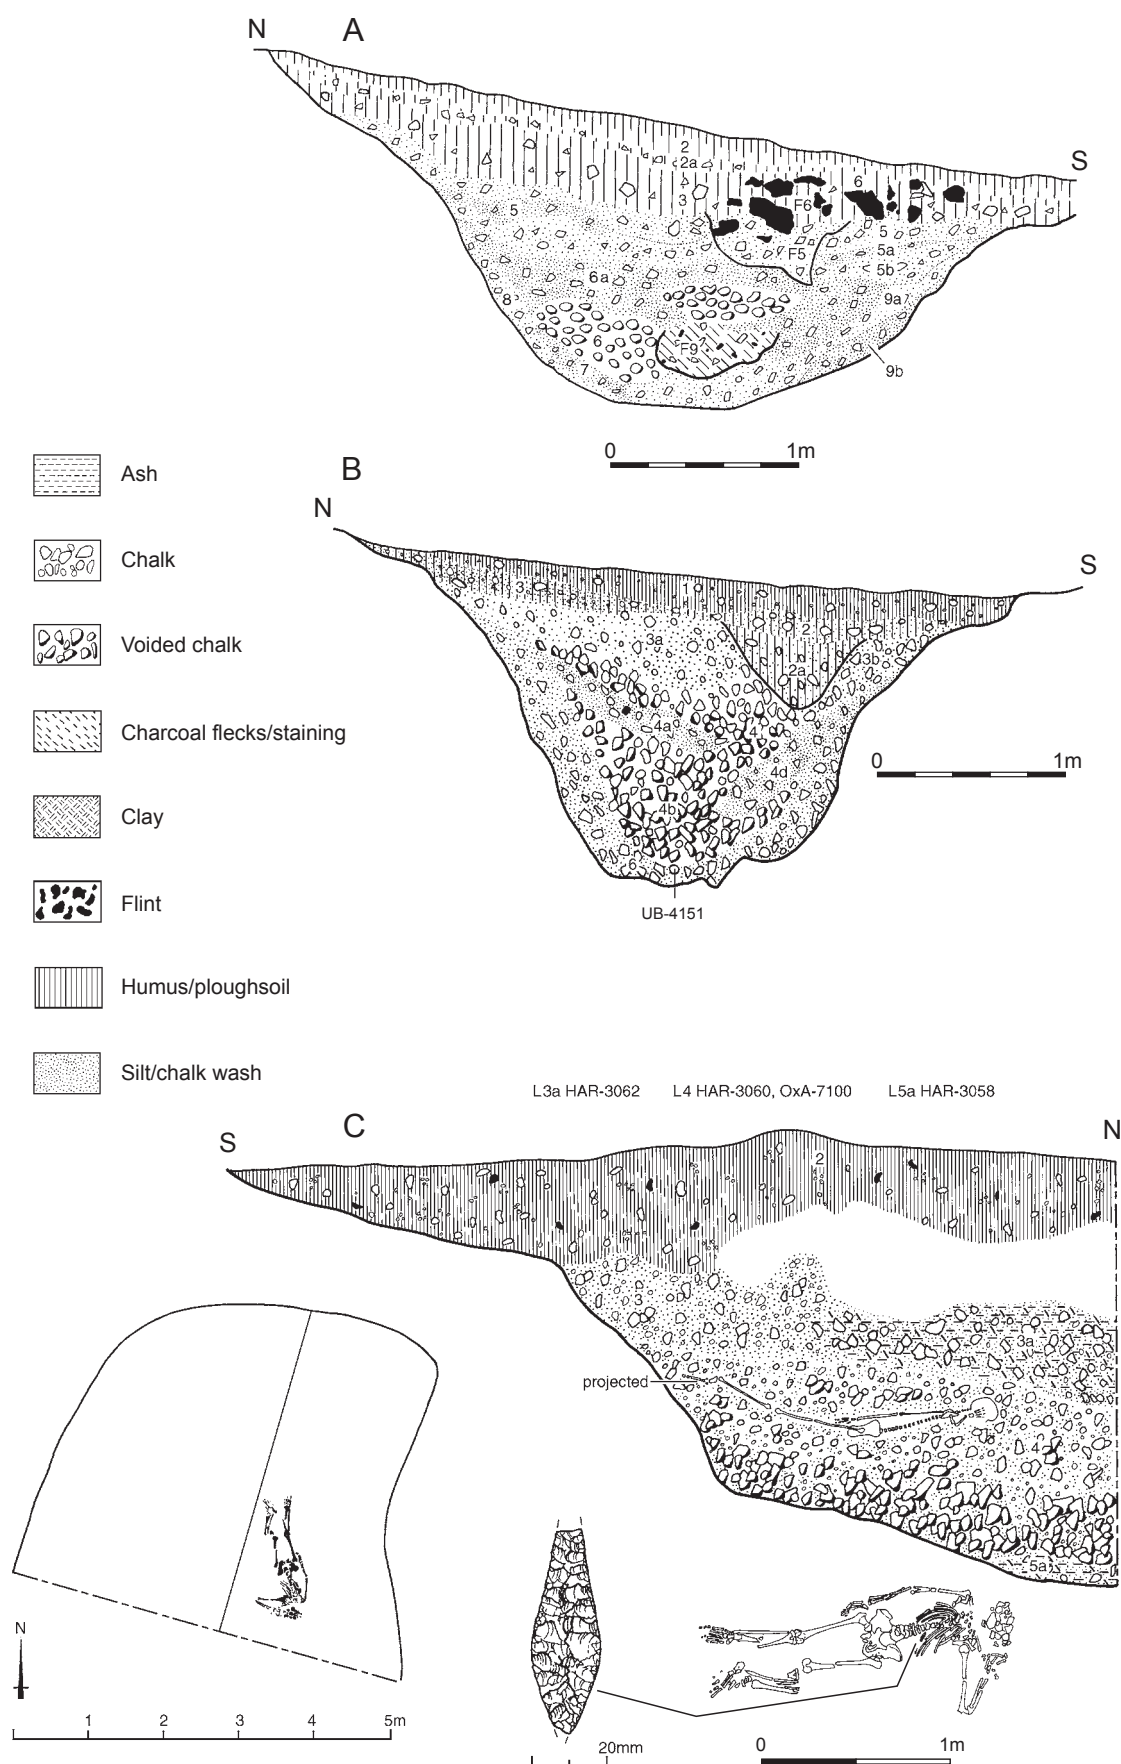 N A
S
2
2a
3
6
F6
5
5
F5
5a
5b
6a
8
9a
6
F9
7
9b
0 1m
Ash
Chalk
Voided chalk
Charcoal flecks/staining
Clay
Flint
Humus/ploughsoil
Silt/chalk wash
B
N
S
4 3 1
2
3a
2a
3b
4a 4
4d
4b
6
UB-4151
0 1m
L3a HAR-3062 L4 HAR-3060, OxA-7100 L5a HAR-3058
S C N
2
3
3a
projected
4
5a
N
1 2 3 4 5m
20mm
0 1m